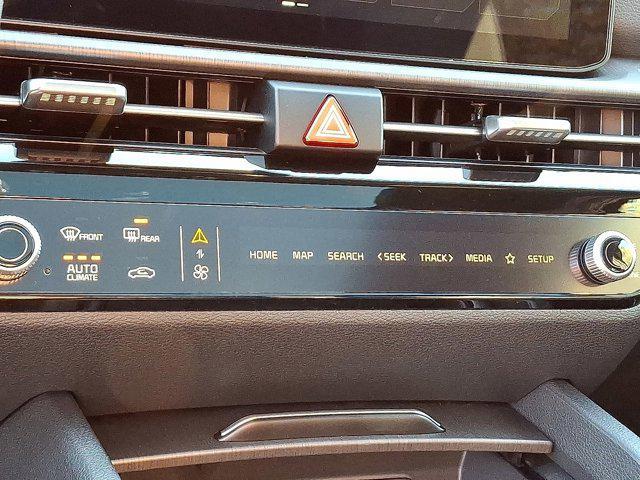 FRONT
REAR
AUTO
CLIMATE
HOME MAP SEARCH <SEEK TRACK> MEDIA ☆ SETUP